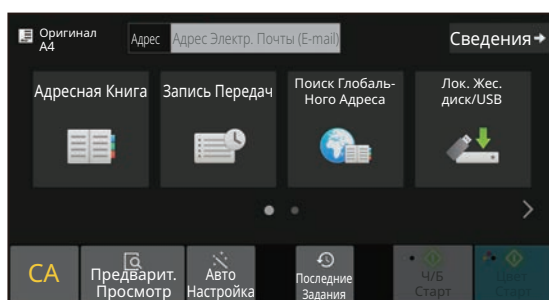 Оригинал
A4
Адрес
Адрес Электр. Почты (E-mail)
Сведения
Адресная Книга
Запись Передач
Поиск Глобаль-
Ного Адреса
Лок. Жес.
диск/USB
CA
Предварит.
Просмотр
Авто
Настройка
Последние
Задания
Ч/Б
Старт
Цвет
Старт